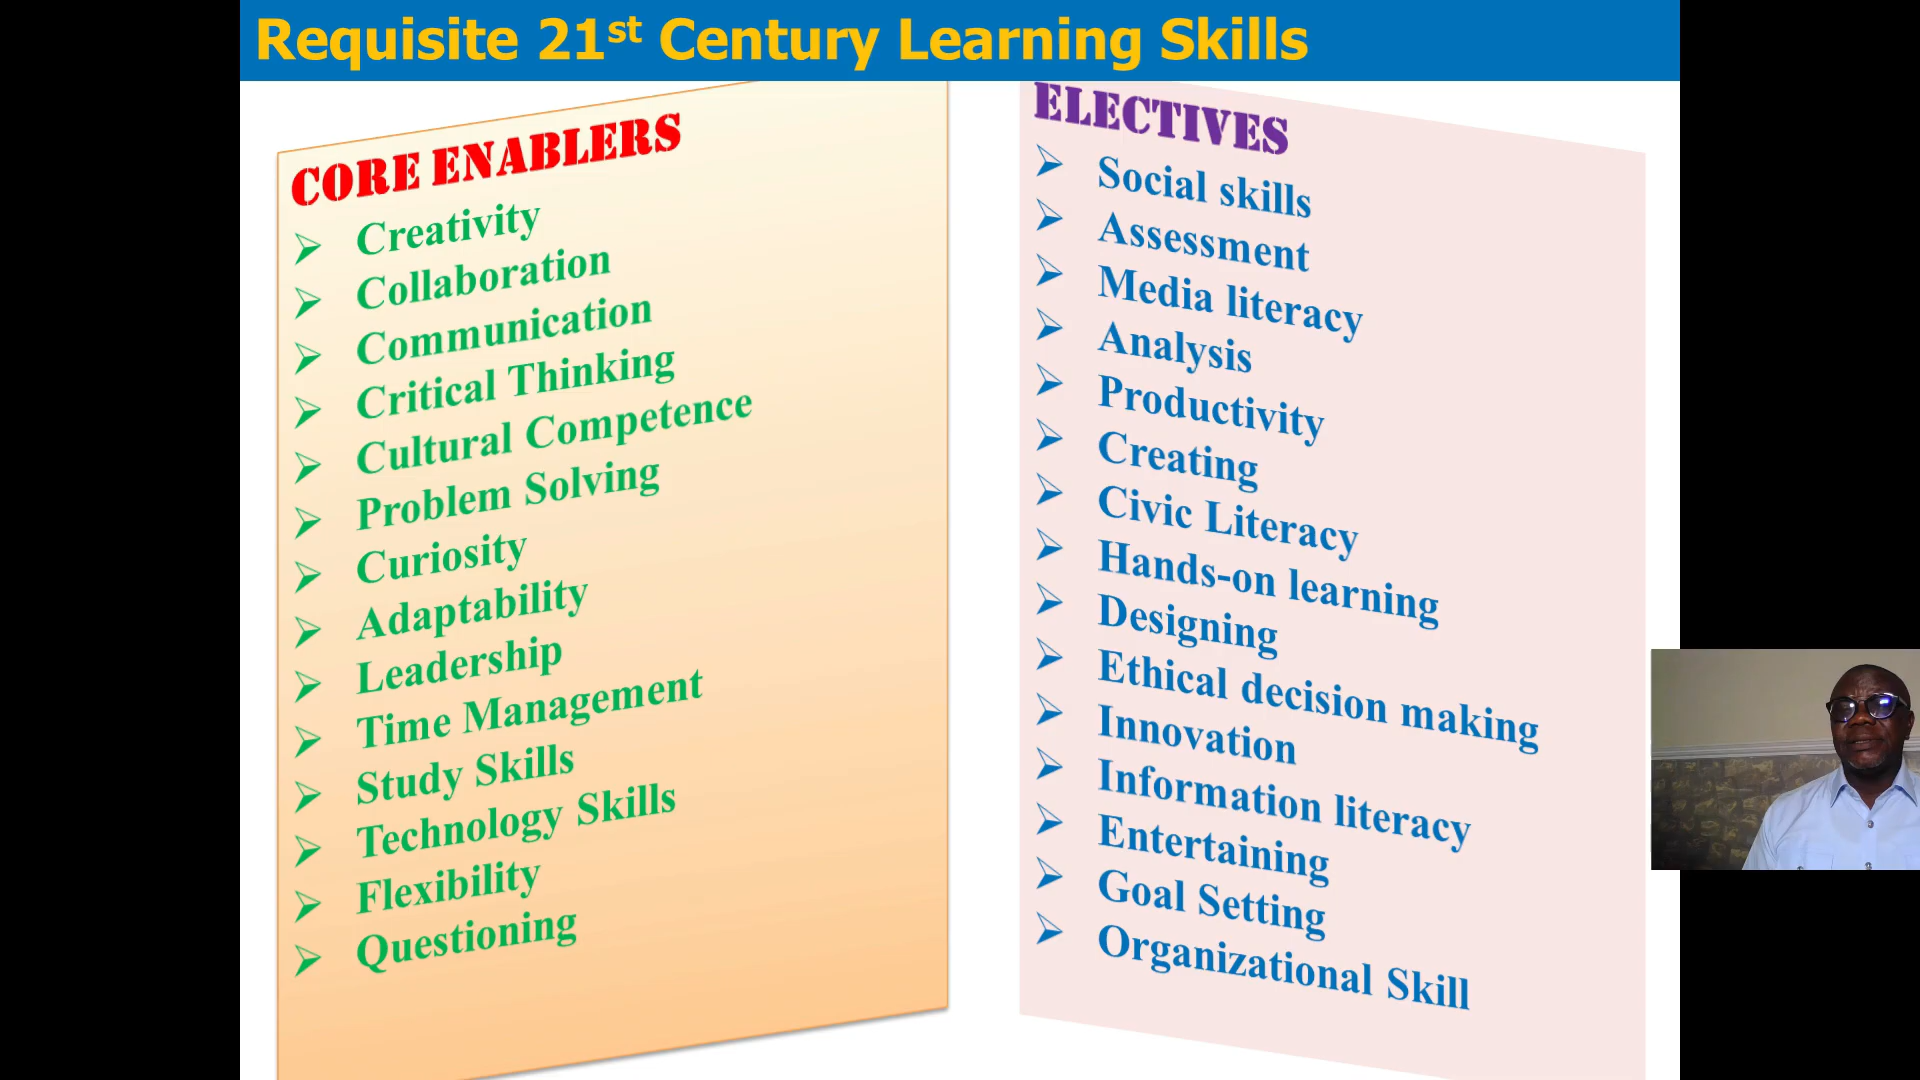 Requisite 21st Century Learning Skills
CORE ENABLERS
Creativity
Collaboration
Communication
Critical Thinking
Cultural Competence
Problem Solving
Curiosity
Adaptability
Leadership
Time Management
Study Skills
Technology Skills
Flexibility
Questioning
ELECTIVES
Social skills
Assessment
Media literacy
Analysis
Productivity
Creating
Civic Literacy
Hands-on learning
Designing
Ethical decision making
Innovation
Information literacy
Entertaining
Goal Setting
Organizational Skill